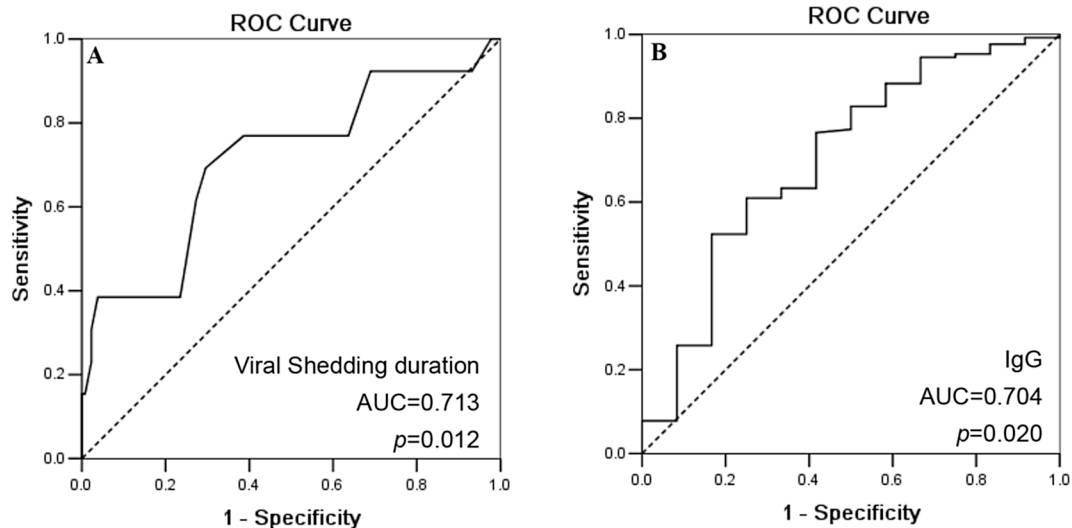 ROC Curve
A
1.0
0.8
0.6
0.4
0.2
0.0
Sensitivity
Viral Shedding duration
AUC=0.713
p=0.012
0.0 0.2 0.4 0.6 0.8 1.0
1 - Specificity
ROC Curve
B
1.0
0.8
0.6
0.4
0.2
0.0
Sensitivity
IgG
AUC=0.704
p=0.020
0.0 0.2 0.4 0.6 0.8 1.0
1 - Specificity